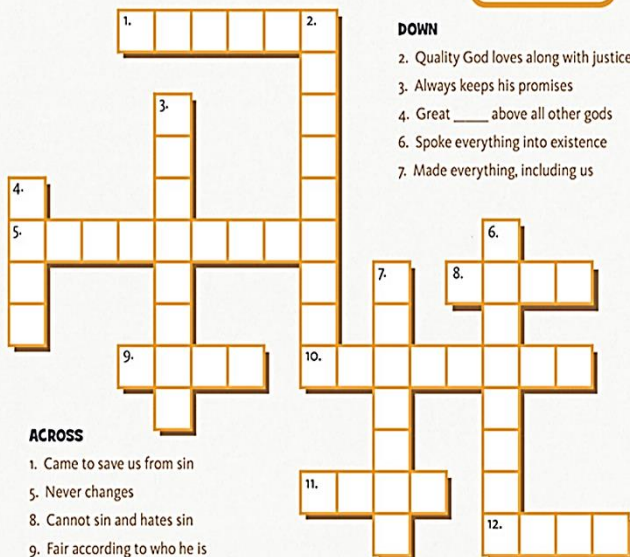 1.
2.
DOWN
2. Quality God loves along with justice
3. Always keeps his promises
4. Great _____ above all other gods
6. Spoke everything into existence
7. Made everything, including us
3.
4.
5.
6.
7.
8.
9.
10.
11.
12.
ACROSS
1. Came to save us from sin
5. Never changes
8. Cannot sin and hates sin
9. Fair according to who he is